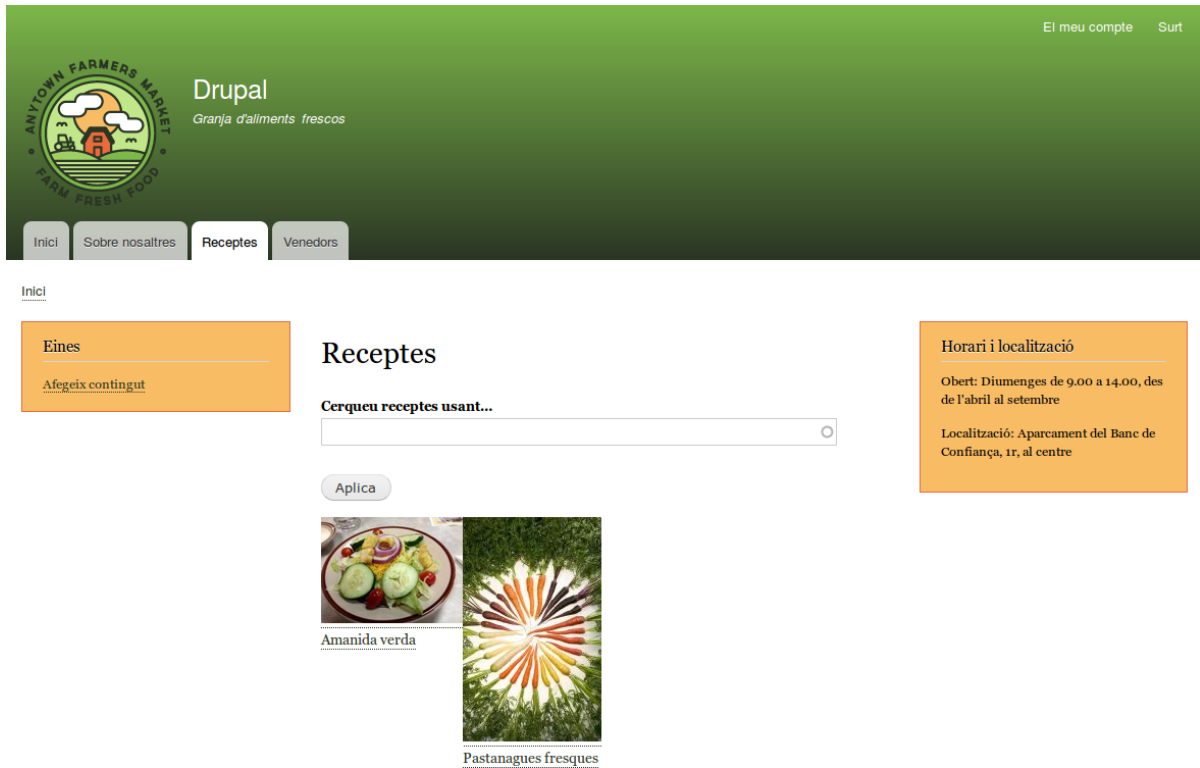 El meu compte Surt
ANYTOWN FARMERS MARKET
FARM FRESH FOOD
Drupal
Granja d'aliments frescos
Inici Sobre nosaltres Receptes Venedors
Inici
Eines
Afegeix contingut
Receptes
Cerqueu receptes usant...
Aplica
Amanida verda
Pastanagues fresques
Horari i localització
Obert: Diumenges de 9.00 a 14.00, des
de l'abril al setembre
Localització: Aparcament del Banc de
Confiança, 1r, al centre